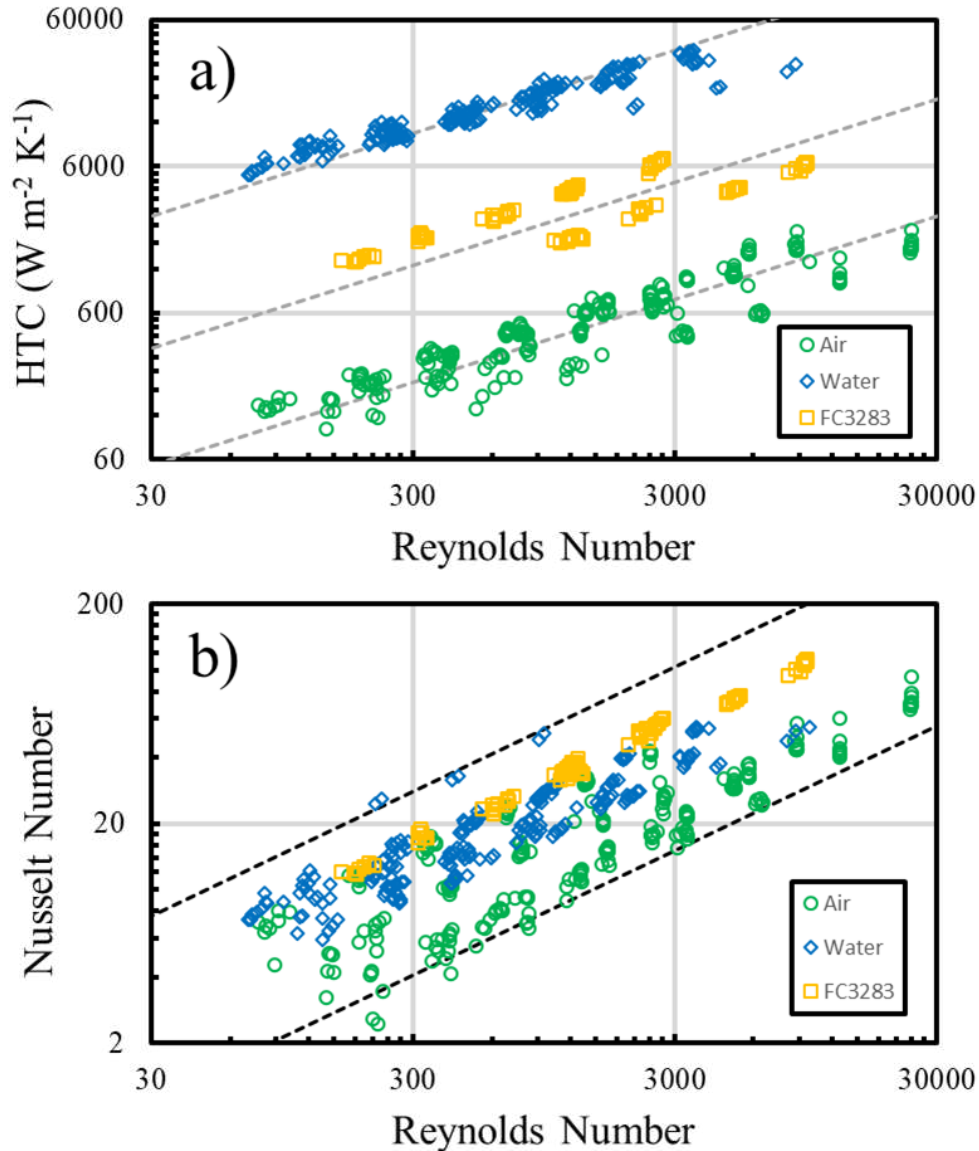 a)
HTC (W m⁻² K⁻¹)
60000
6000
600
60
30
300
3000
30000
Reynolds Number
Air
Water
FC3283
b)
Nusselt Number
200
20
2
30
300
3000
30000
Reynolds Number
Air
Water
FC3283